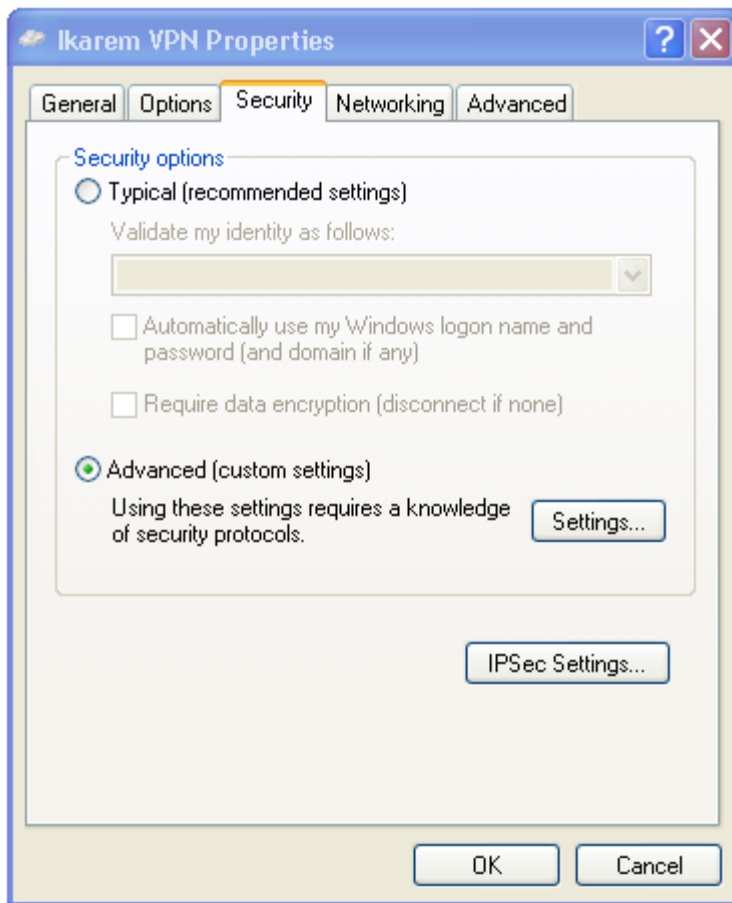 Ikarem VPN Properties
General Options Security Networking Advanced
Security options
Typical (recommended settings)
Validate my identity as follows:
Automatically use my Windows logon name and
password (and domain if any)
Require data encryption (disconnect if none)
Advanced (custom settings)
Using these settings requires a knowledge
of security protocols.
Settings...
IPSec Settings...
OK Cancel